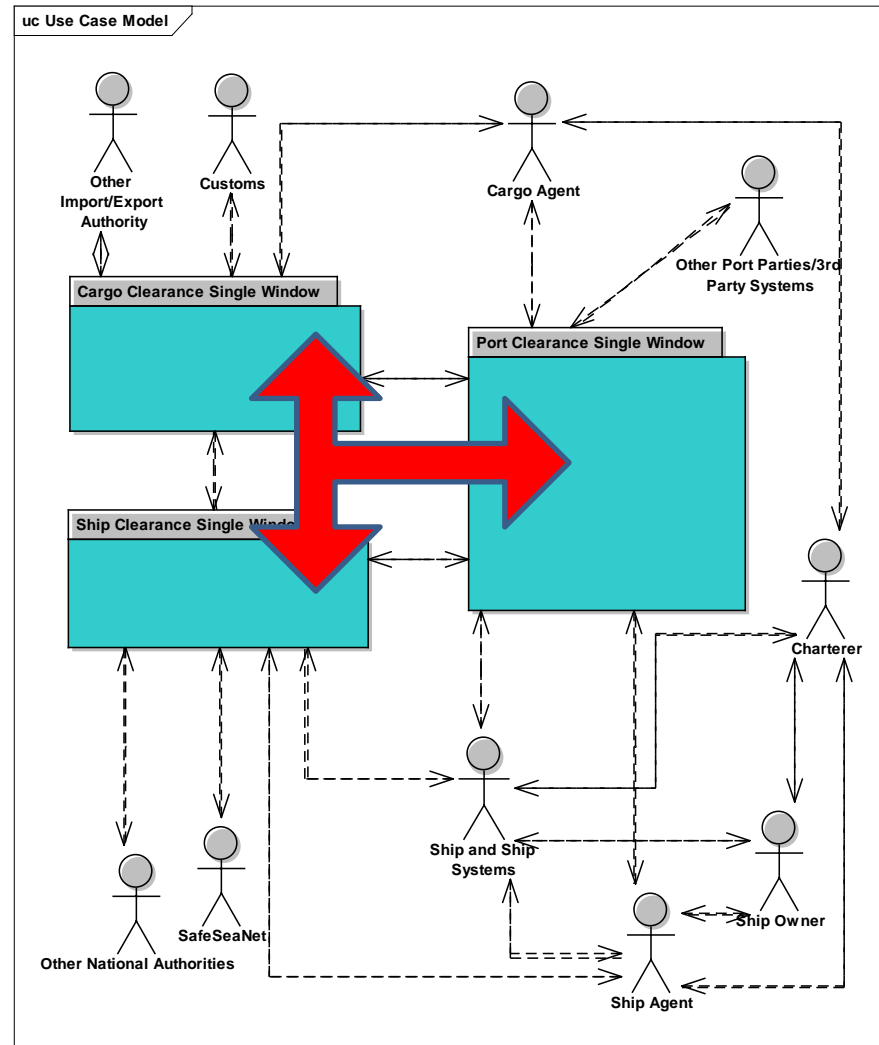 uc Use Case Model
Other
Import/Export
Authority
Customs
Cargo Agent
Other Port Parties/3rd
Party Systems
Cargo Clearance Single Window
Port Clearance Single Window
Ship Clearance Single Window
Charterer
Ship and Ship
Systems
Ship Owner
SafeSeaNet
Other National Authorities
Ship Agent